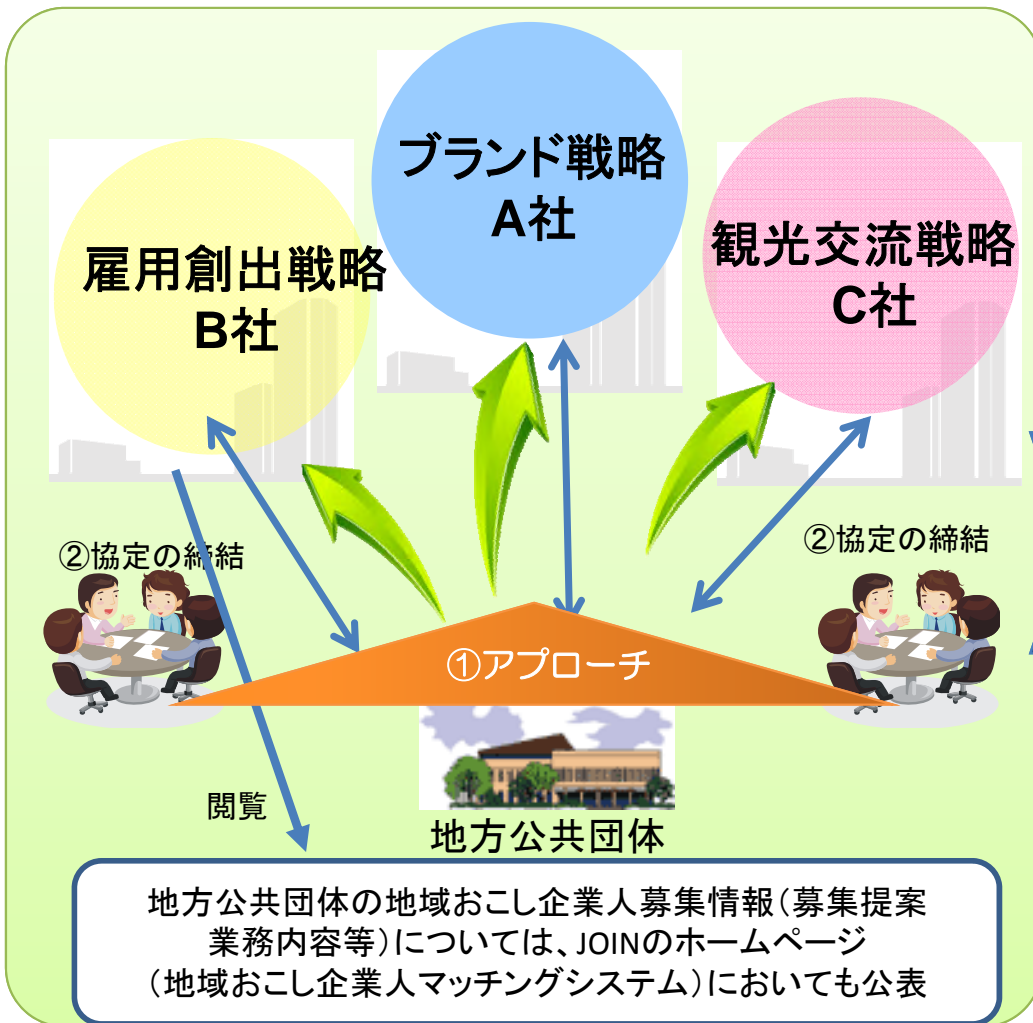 ブランド戦略
A社
雇用創出戦略
B社
観光交流戦略
C社
②協定の締結
②協定の締結
①アプローチ
閲覧
地方公共団体
地方公共団体の地域おこし企業人募集情報（募集提案
業務内容等）については、JOINのホームページ
（地域おこし企業人マッチングシステム）においても公表